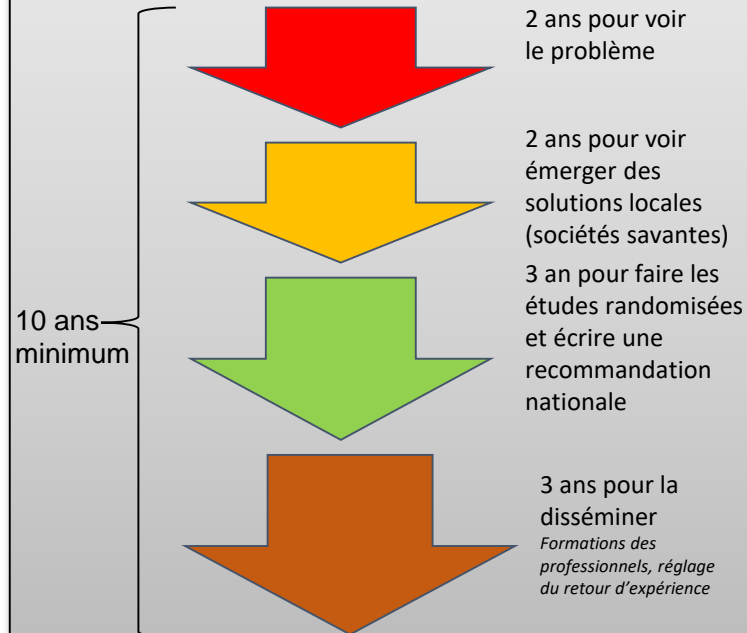 2 ans pour voir
le problème
2 ans pour voir
émerger des
solutions locales
(sociétés savantes)
3 an pour faire les
études randomisées
et écrire une
recommandation
nationale
10 ans
minimum
3 ans pour la
disséminer
Formations des
professionnels, réglage
du retour d’expérience